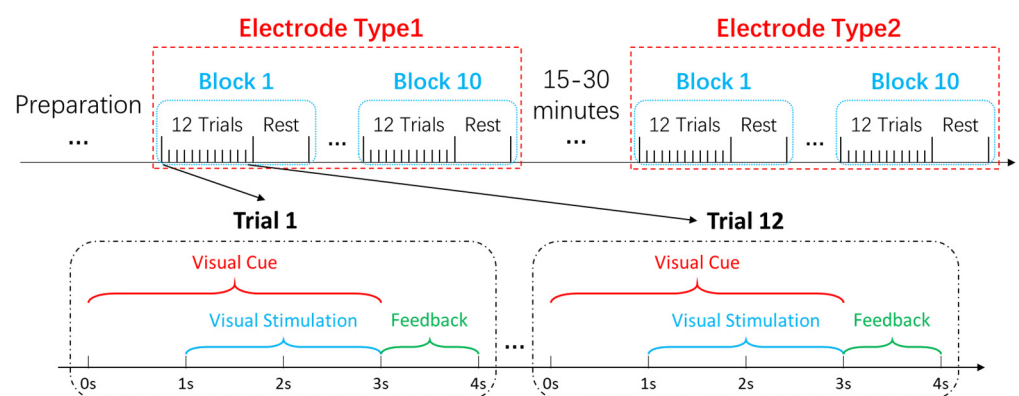 Electrode Type1
Electrode Type2
Preparation
...
Block 1
Block 10
12 Trials
Rest
...
12 Trials
Rest
15-30
minutes
...
Block 1
Block 10
12 Trials
Rest
...
12 Trials
Rest
Trial 1
Trial 12
Visual Cue
Visual Stimulation
Feedback
0s
1s
2s
3s
4s
...
Visual Cue
Visual Stimulation
Feedback
0s
1s
2s
3s
4s